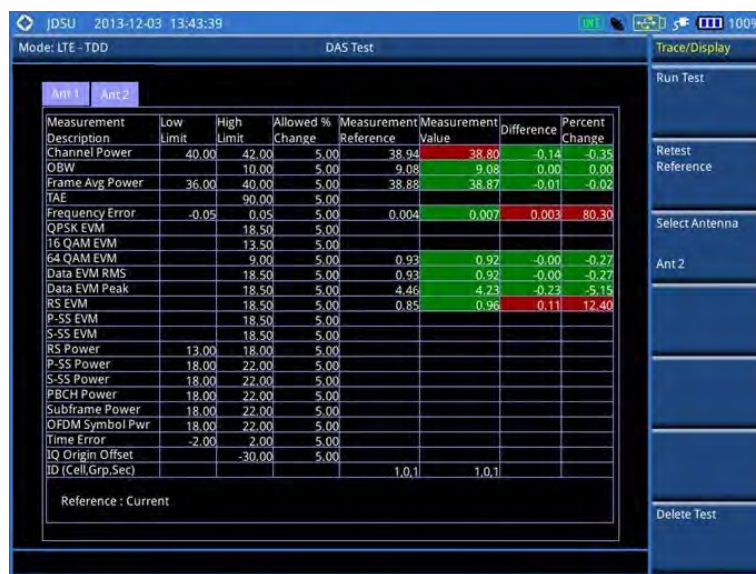 JDSU 2013-12-03 13:43:39 INT 100%
Mode: LTE - TDD DAS Test Trace/Display
Ant 1 Ant 2
Measurement Description Low Limit High Limit Allowed % Change Measurement Reference Measurement Value Difference Percent Change
Channel Power 40.00 42.00 5.00 38.94 38.80 -0.14 -0.35
OBW 10.00 5.00 9.08 9.08 0.00 0.00
Frame Avg Power 36.00 40.00 5.00 38.88 38.87 -0.01 -0.02
TAE 90.00 5.00
Frequency Error -0.05 0.05 5.00 0.004 0.007 0.003 80.30
QPSK EVM 18.50 5.00
16 QAM EVM 13.50 5.00
64 QAM EVM 9.00 5.00 0.93 0.92 -0.00 -0.27
Data EVM RMS 18.50 5.00 0.93 0.92 -0.00 -0.27
Data EVM Peak 18.50 5.00 4.46 4.23 -0.23 -5.15
RS EVM 18.50 5.00 0.85 0.96 0.11 12.40
P-SS EVM 18.50 5.00
S-SS EVM 18.50 5.00
RS Power 13.00 18.00 5.00
P-SS Power 18.00 22.00 5.00
S-SS Power 18.00 22.00 5.00
PBCH Power 18.00 22.00 5.00
Subframe Power 18.00 22.00 5.00
OFDM Symbol Pwr 18.00 22.00 5.00
Time Error -2.00 2.00 5.00
IQ Origin Offset -30.00 5.00
ID (Cell,Grp,Sec) 1,0,1 1,0,1
Reference : Current
Run Test
Retest
Reference
Select Antenna
Ant 2
Delete Test